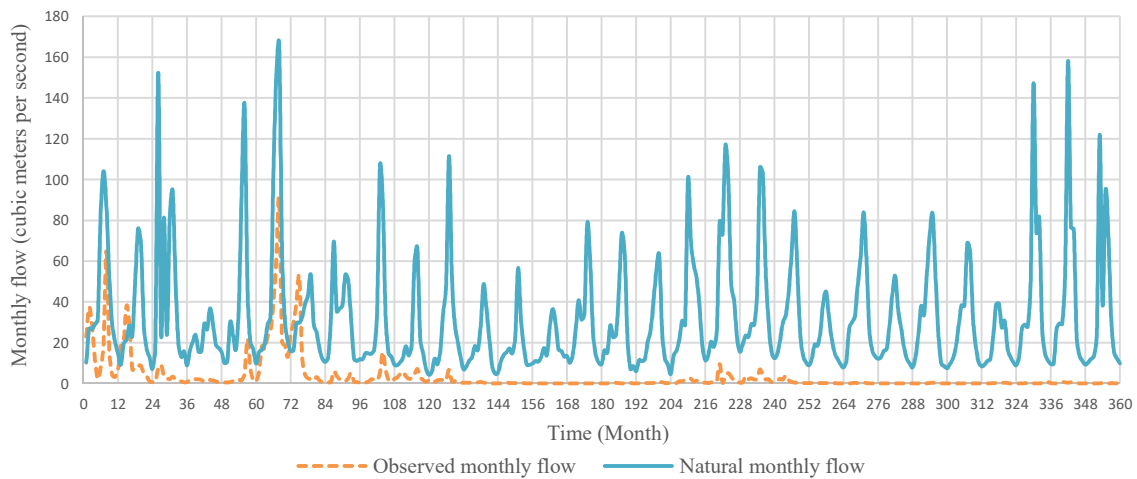 Monthly flow (cubic meters per second)
180
160
140
120
100
80
60
40
20
0
0 12 24 36 48 60 72 84 96 108 120 132 144 156 168 180 192 204 216 228 240 252 264 276 288 300 312 324 336 348 360
Time (Month)
Observed monthly flow Natural monthly flow